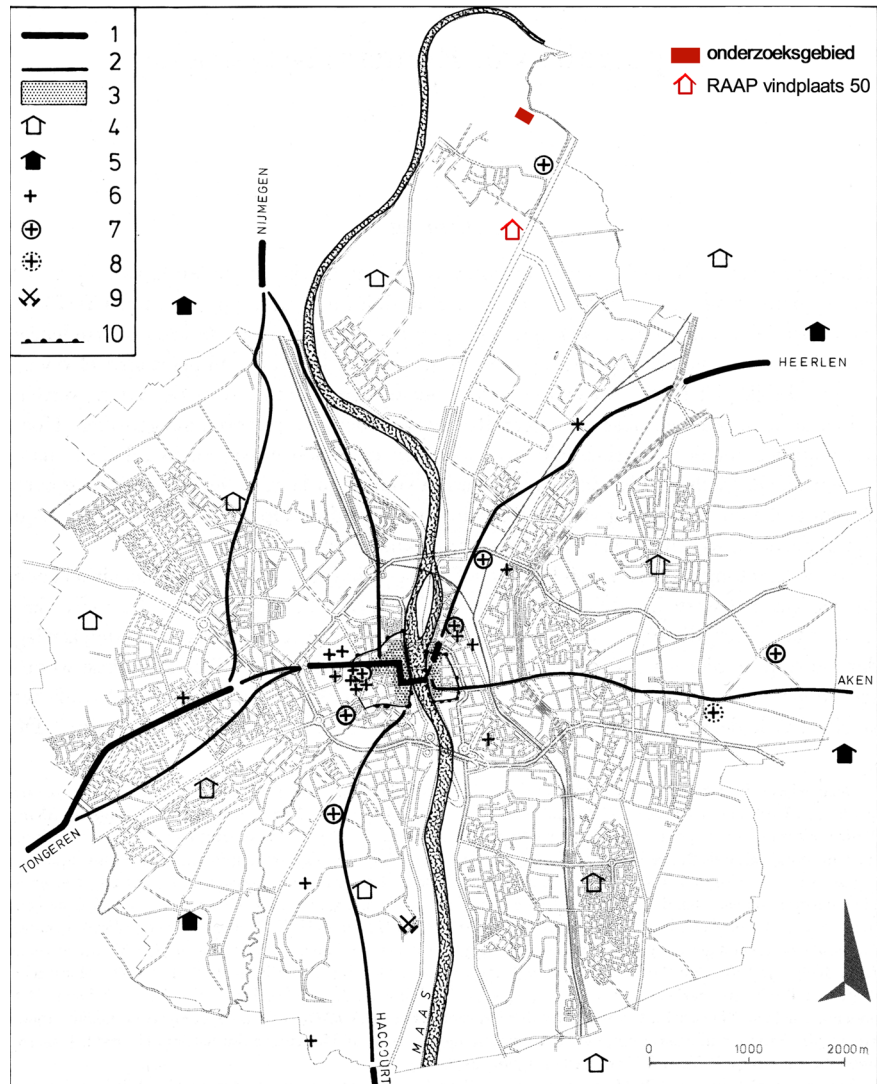 1
2
3
4
5
6
7
8
9
10
onderzoeksgebied
RAAP vindplaats 50
NIJMEGEN
HEERLEN
AKEN
TONGEREN
MAAS
HACCOURT
0 1000 2000 m